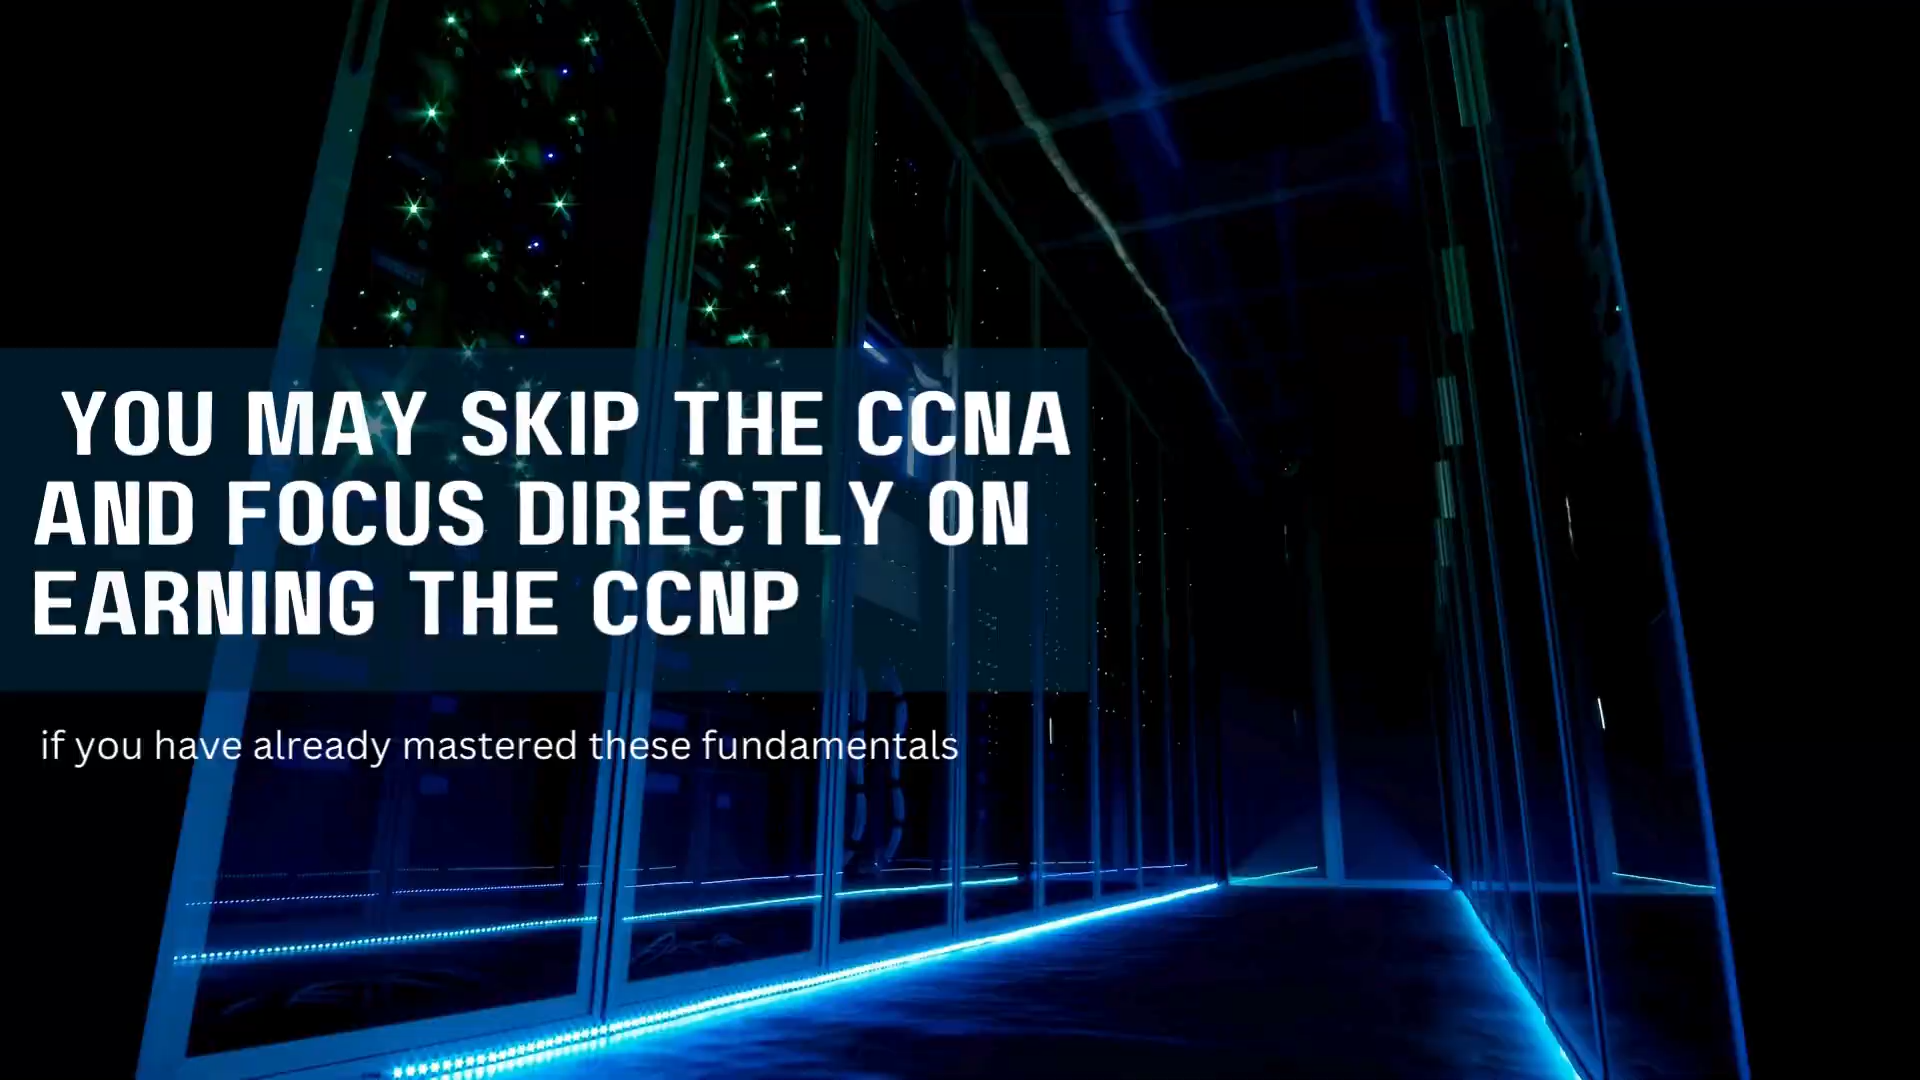 YOU MAY SKIP THE CCNA
AND FOCUS DIRECTLY ON
EARNING THE CCNP
if you have already mastered these fundamentals